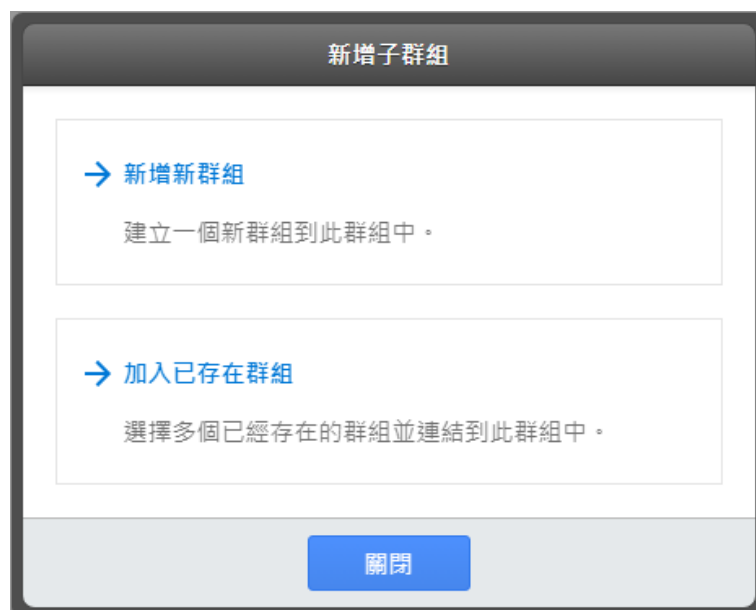 新增子群組
新增新群組
建立一個新群組到此群組中。
加入已存在群組
選擇多個已經存在的群組並連結到此群組中。
關閉